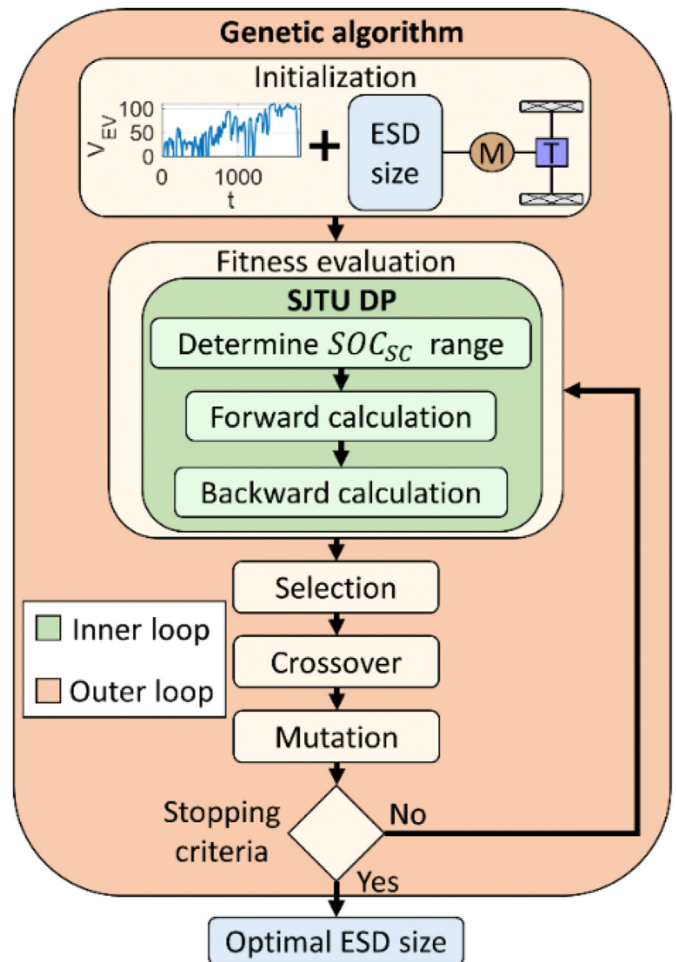 Genetic algorithm
Initialization
V_EV
100
50
0
0
1000
t
+
ESD
size
M
T
Fitness evaluation
SJTU DP
Determine SOC_SC range
Forward calculation
Backward calculation
Selection
Inner loop
Outer loop
Crossover
Mutation
Stopping
criteria
No
Yes
Optimal ESD size